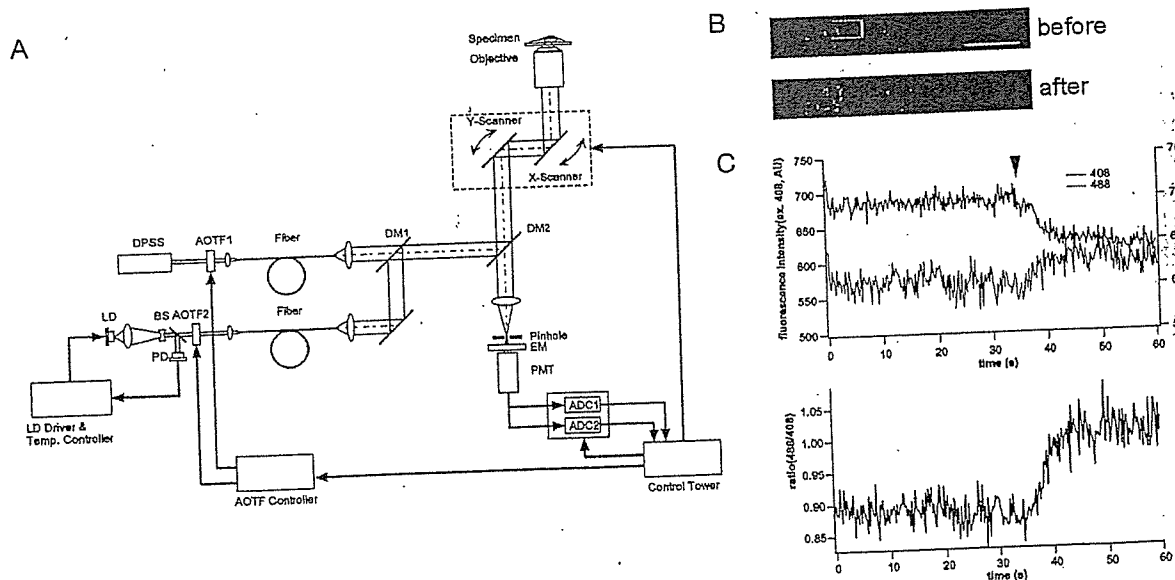 A
Specimen
Objective
Y-Scanner
X-Scanner
DPSS
AOTF1
Fiber
DM1
DM2
LD
BS
AOTF2
Fiber
PD
Pinhole
EM
PMT
ADC1
ADC2
LD Driver &
Temp. Controller
AOTF Controller
Control Tower
B
before
after
C
fluorescence intensity(ex. 408, AU)
750
700
650
600
550
500
408
488
0
10
20
30
40
50
60
time (s)
ratio(488/408)
1.05
1.00
0.95
0.90
0.85
0
10
20
30
40
50
60
time (s)